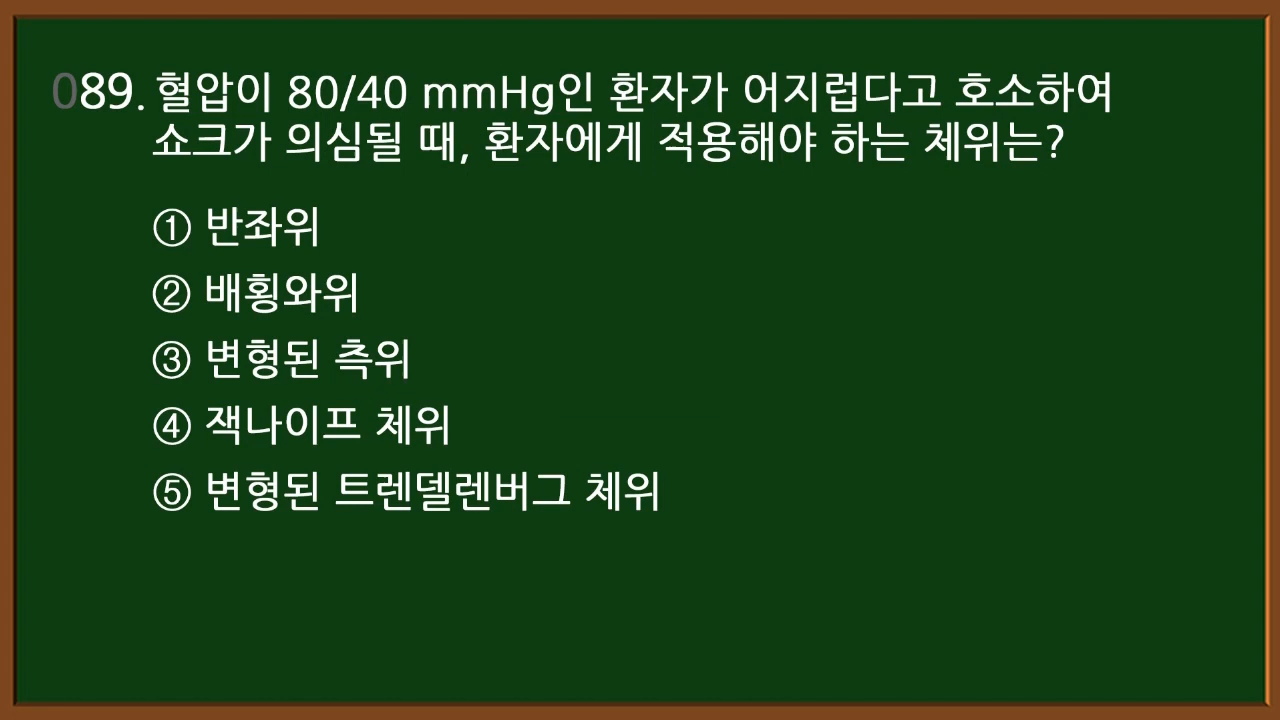 089. 혈압이 80/40 mmHg인 환자가 어지럽다고 호소하여
쇼크가 의심될 때, 환자에게 적용해야 하는 체위는?
① 반좌위
② 배횡와위
③ 변형된 측위
④ 잭나이프 체위
⑤ 변형된 트렌델렌버그 체위